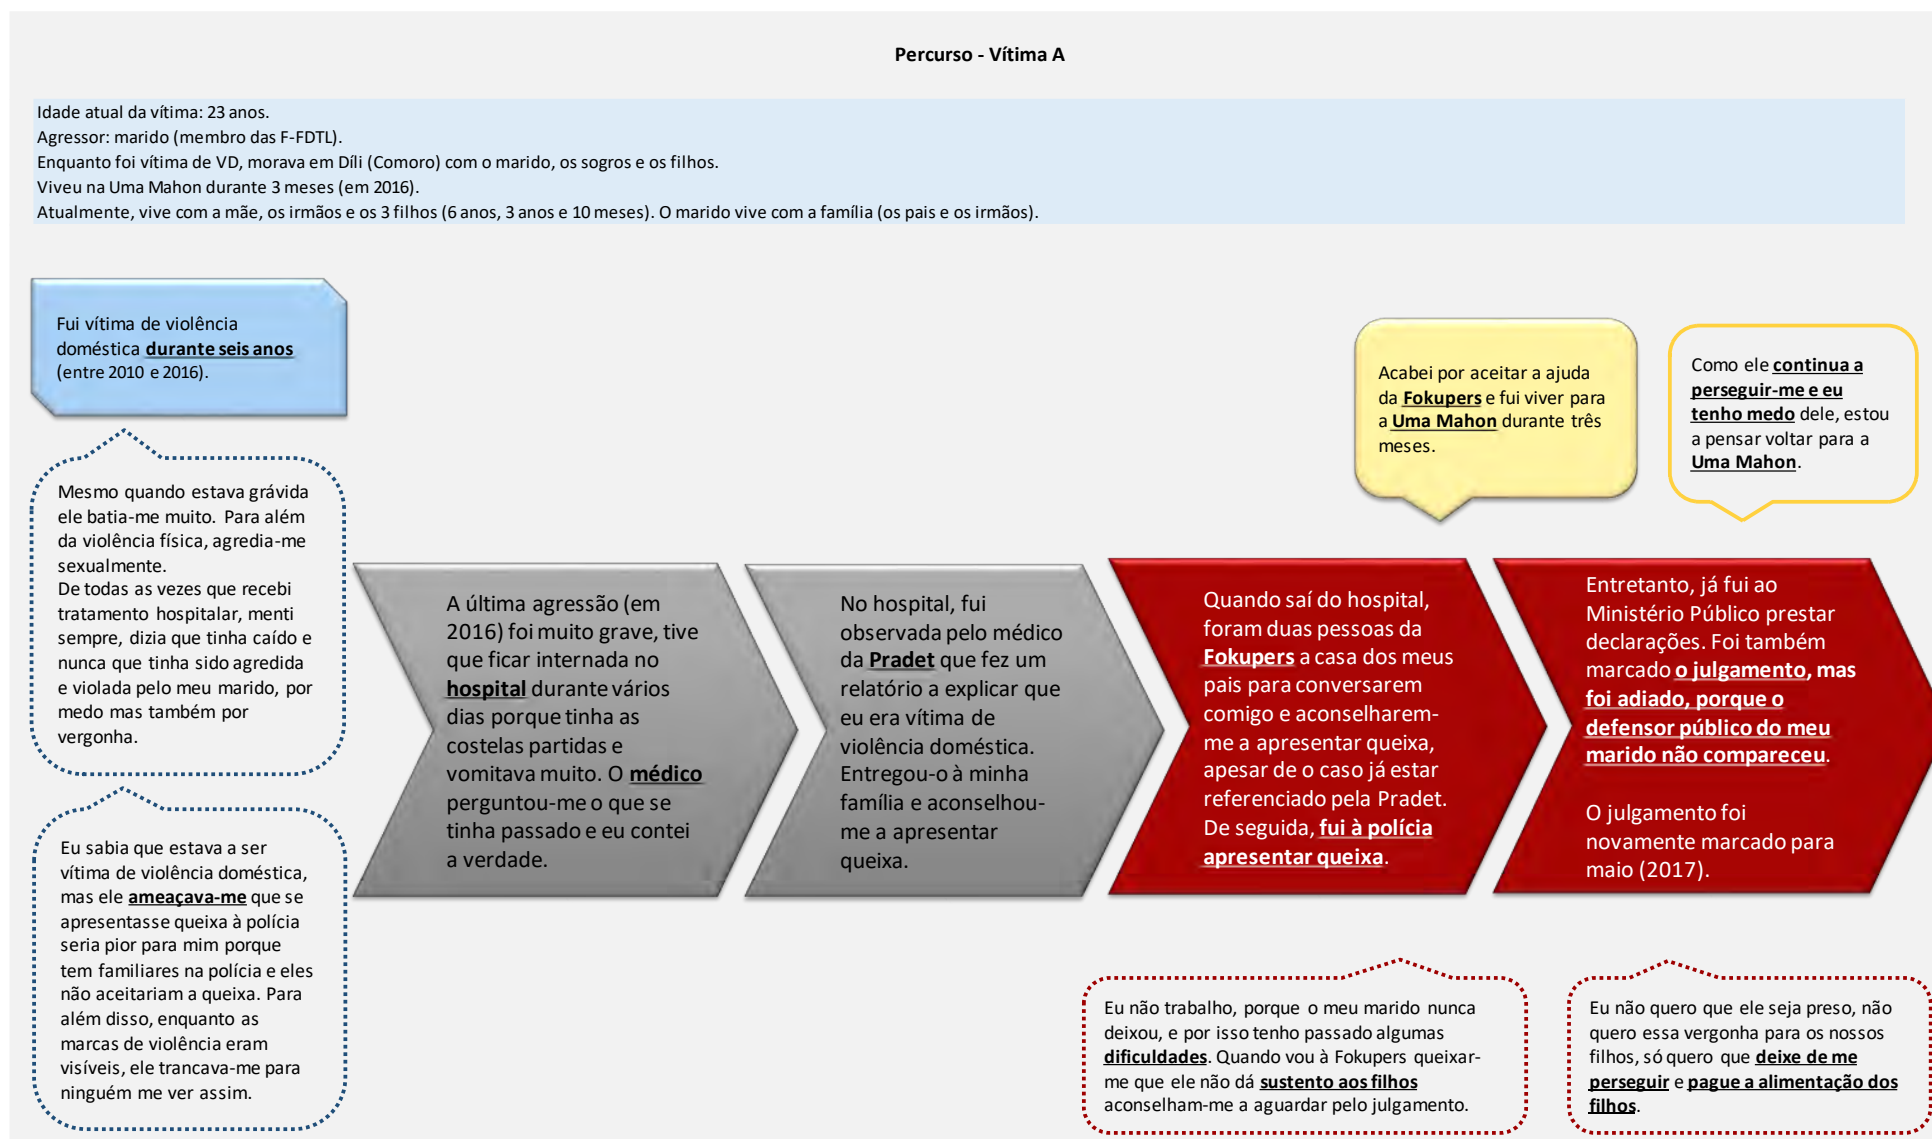 Percurso - Vítima A
Idade atual da vítima: 23 anos.
Agressor: marido (membro das F-FDTL).
Enquanto foi vítima de VD, morava em Díli (Comoro) com o marido, os sogros e os filhos.
Viveu na Uma Mahon durante 3 meses (em 2016).
Atualmente, vive com a mãe, os irmãos e os 3 filhos (6 anos, 3 anos e 10 meses). O marido vive com a família (os pais e os irmãos).
Fui vítima de violência
doméstica durante seis anos
(entre 2010 e 2016).
Mesmo quando estava grávida
ele batia-me muito. Para além
da violência física, agredia-me
sexualmente.
De todas as vezes que recebi
tratamento hospitalar, menti
sempre, dizia que tinha caído e
nunca que tinha sido agredida
e violada pelo meu marido, por
medo mas também por
vergonha.
Eu sabia que estava a ser
vítima de violência doméstica,
mas ele ameaçava-me que se
apresentasse queixa à polícia
seria pior para mim porque
tem familiares na polícia e eles
não aceitariam a queixa. Para
além disso, enquanto as
marcas de violência eram
visíveis, ele trancava-me para
ninguém me ver assim.
A última agressão (em
2016) foi muito grave, tive
que ficar internada no
hospital durante vários
dias porque tinha as
costelas partidas e
vomitava muito. O médico
perguntou-me o que se
tinha passado e eu contei
a verdade.
No hospital, fui
observada pelo médico
da Pradet que fez um
relatório a explicar que
eu era vítima de
violência doméstica.
Entregou-o à minha
família e aconselhou-
me a apresentar
queixa.
Acabei por aceitar a ajuda
da Fokupers e fui viver para
a Uma Mahon durante três
meses.
Quando saí do hospital,
foram duas pessoas da
Fokupers a casa dos meus
pais para conversarem
comigo e aconselharem-
me a apresentar queixa,
apesar de o caso já estar
referenciado pela Pradet.
De seguida, fui à polícia
apresentar queixa.
Eu não trabalho, porque o meu marido nunca
deixou, e por isso tenho passado algumas
dificuldades. Quando vou à Fokupers queixar-
me que ele não dá sustento aos filhos
aconselham-me a aguardar pelo julgamento.
Como ele continua a
perseguir-me e eu
tenho medo dele, estou
a pensar voltar para a
Uma Mahon.
Entretanto, já fui ao
Ministério Público prestar
declarações. Foi também
marcado o julgamento, mas
foi adiado, porque o
defensor público do meu
marido não compareceu.
O julgamento foi
novamente marcado para
maio (2017).
Eu não quero que ele seja preso, não
quero essa vergonha para os nossos
filhos, só quero que deixe de me
perseguir e pague a alimentação dos
filhos.